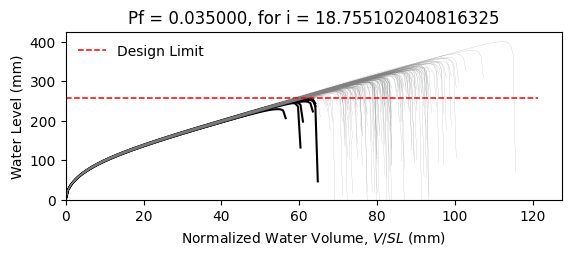 Pf = 0.035000, for i = 18.755102040816325
Water Level (mm)
400
300
200
100
0
Design Limit
0 20 40 60 80 100 120
Normalized Water Volume, V/SL (mm)